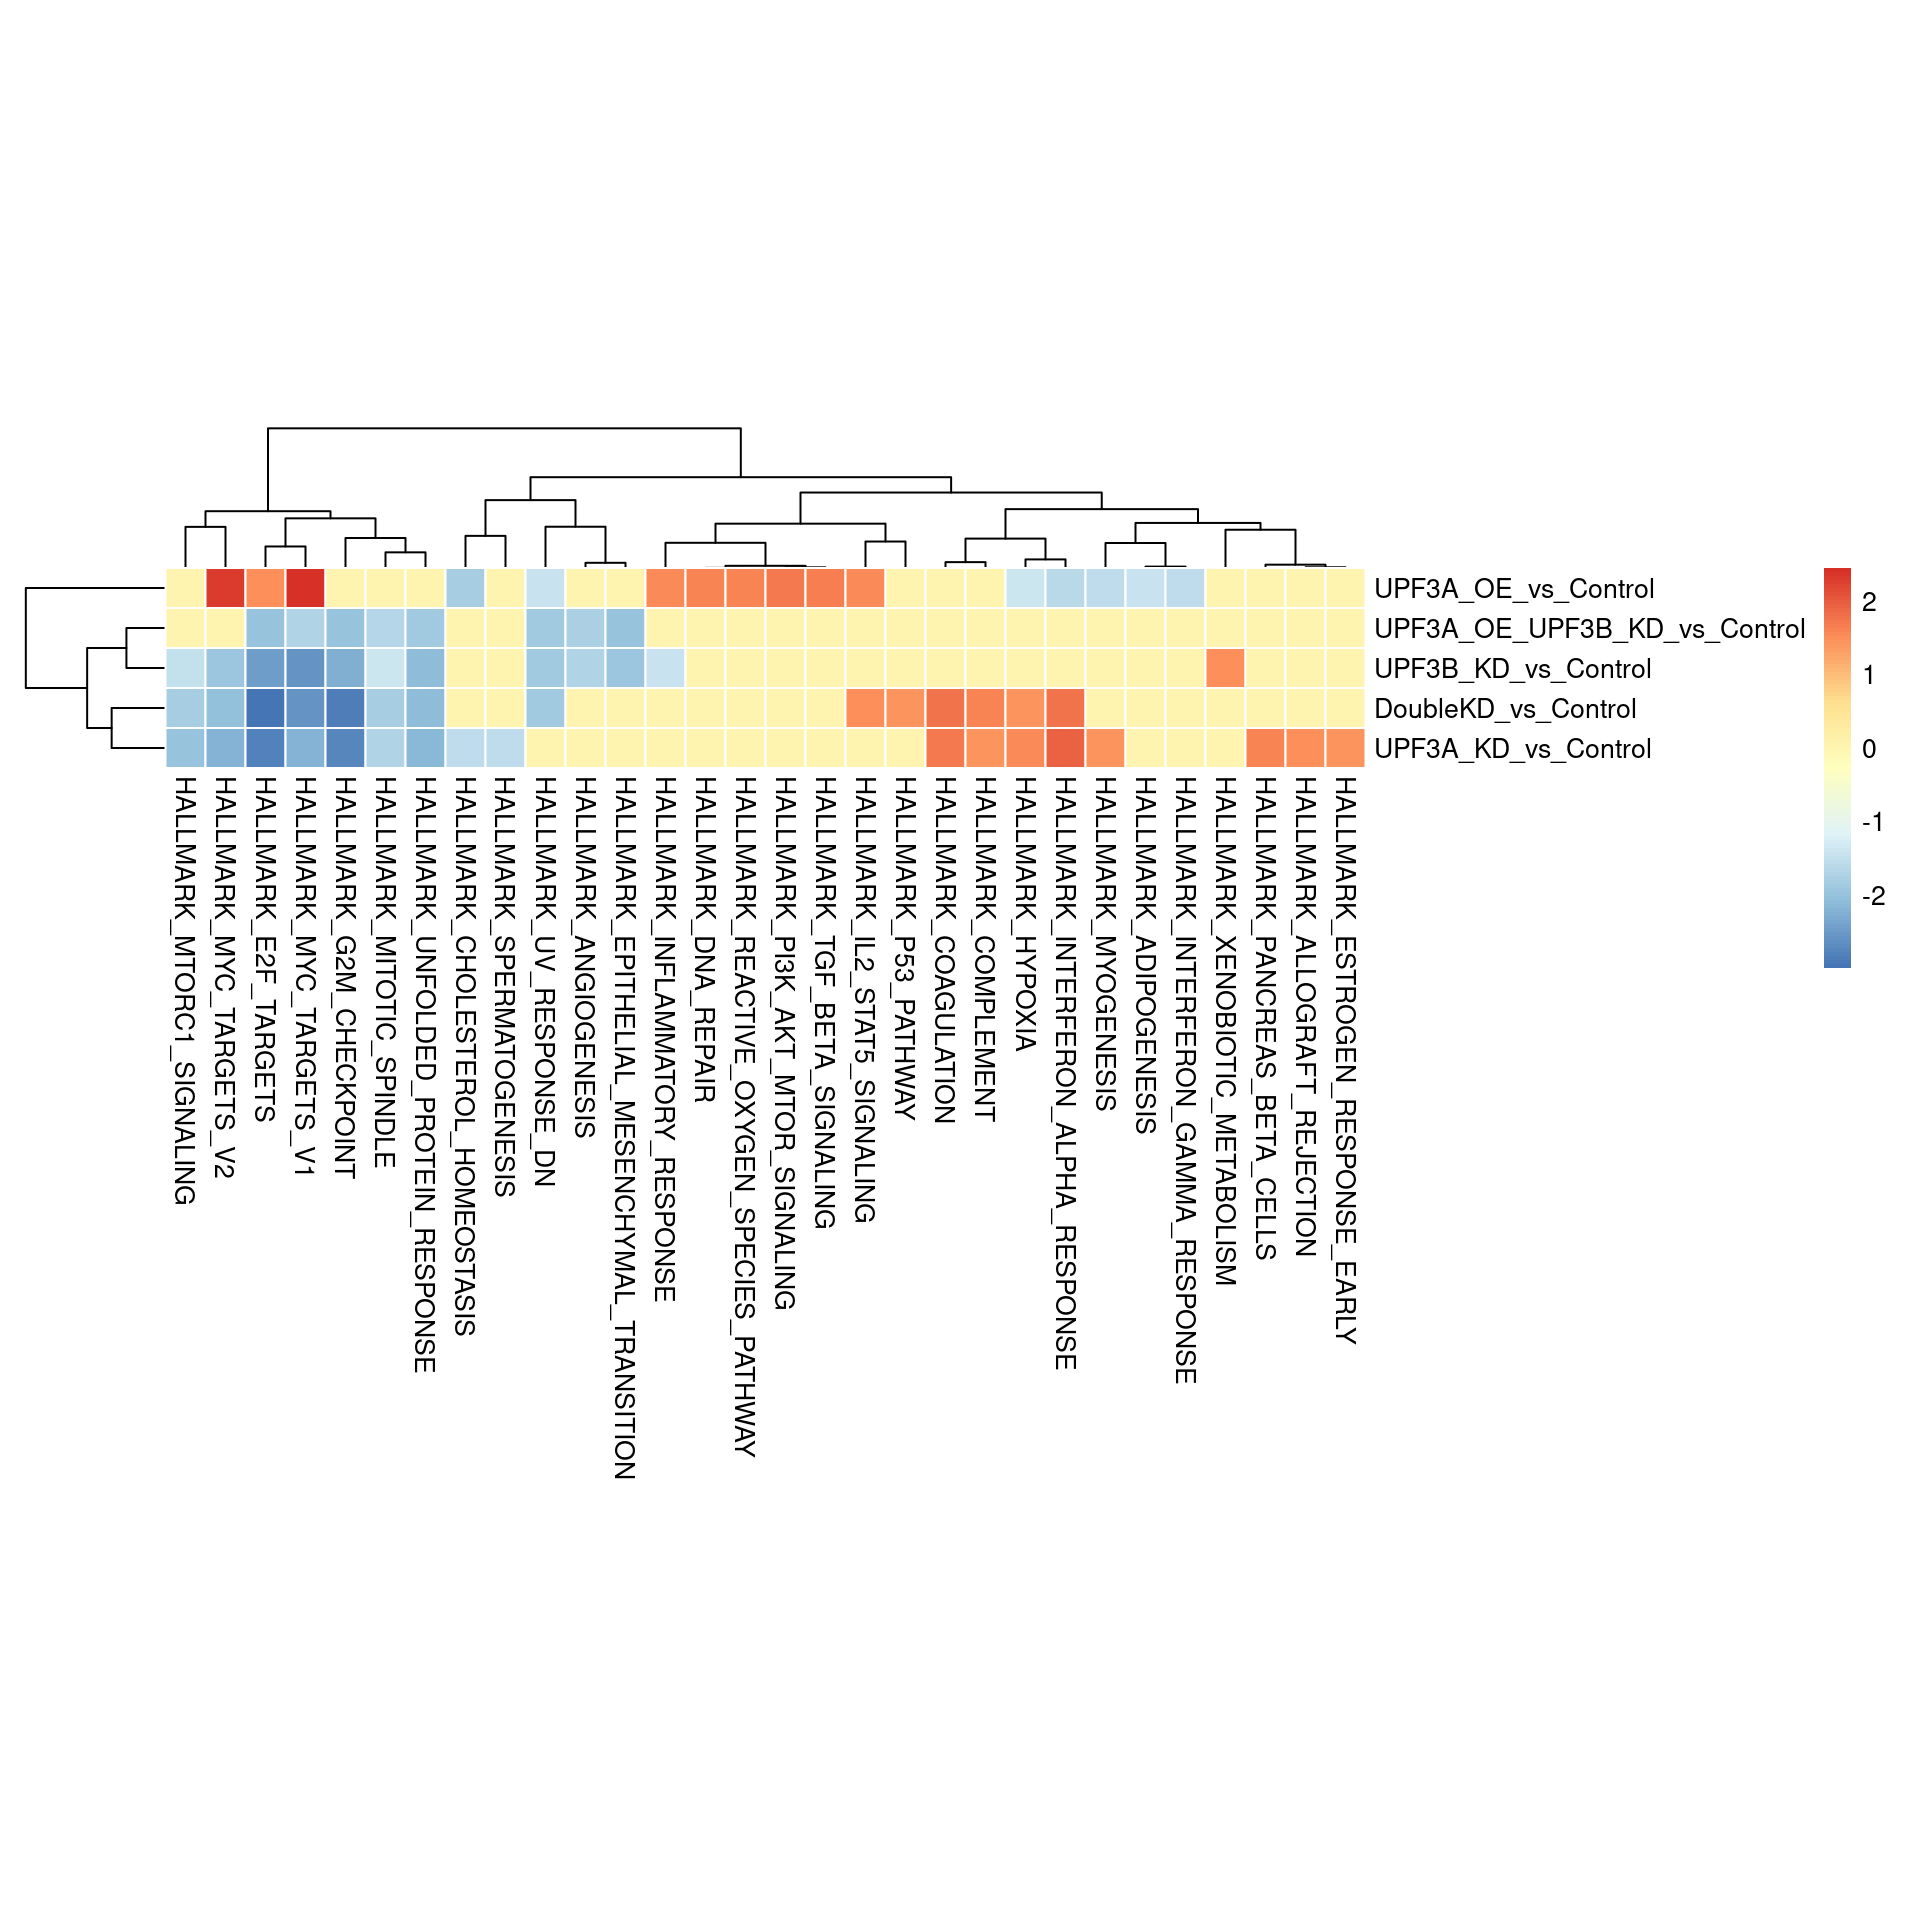 UPF3A_OE_vs_Control
UPF3A_OE_UPF3B_KD_vs_Control
UPF3B_KD_vs_Control
DoubleKD_vs_Control
UPF3A_KD_vs_Control
2
1
0
-1
-2
HALLMARK_MTORC1_SIGNALING
HALLMARK_MYC_TARGETS_V2
HALLMARK_E2F_TARGETS
HALLMARK_MYC_TARGETS_V1
HALLMARK_G2M_CHECKPOINT
HALLMARK_MITOTIC_SPINDLE
HALLMARK_UNFOLDED_PROTEIN_RESPONSE
HALLMARK_CHOLESTEROL_HOMEOSTASIS
HALLMARK_SPERMATOGENESIS
HALLMARK_UV_RESPONSE_DN
HALLMARK_ANGIOGENESIS
HALLMARK_EPITHELIAL_MESENCHYMAL_TRANSITION
HALLMARK_INFLAMMATORY_RESPONSE
HALLMARK_DNA_REPAIR
HALLMARK_REACTIVE_OXYGEN_SPECIES_PATHWAY
HALLMARK_PI3K_AKT_MTOR_SIGNALING
HALLMARK_TGF_BETA_SIGNALING
HALLMARK_IL2_STAT5_SIGNALING
HALLMARK_P53_PATHWAY
HALLMARK_COAGULATION
HALLMARK_COMPLEMENT
HALLMARK_HYPOXIA
HALLMARK_INTERFERON_ALPHA_RESPONSE
HALLMARK_MYOGENESIS
HALLMARK_ADIPOGENESIS
HALLMARK_INTERFERON_GAMMA_RESPONSE
HALLMARK_XENOBIOTIC_METABOLISM
HALLMARK_PANCREAS_BETA_CELLS
HALLMARK_ALLOGRAFT_REJECTION
HALLMARK_ESTROGEN_RESPONSE_EARLY